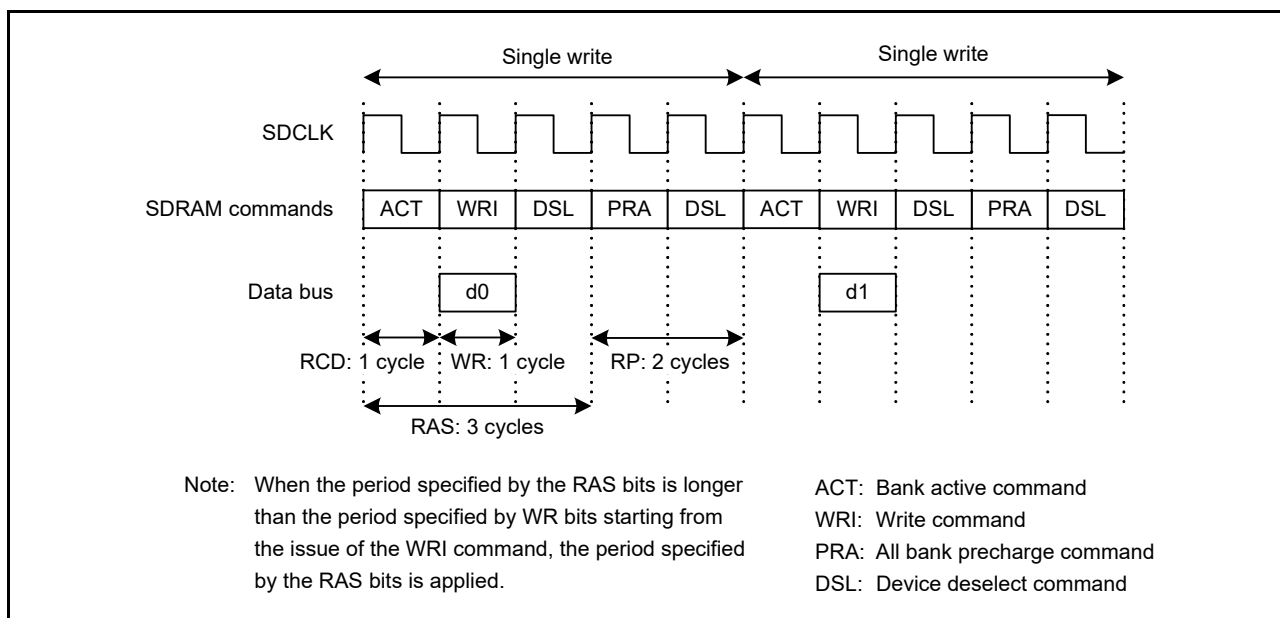 Single write Single write
SDCLK
SDRAM commands ACT WRI DSL PRA DSL ACT WRI DSL PRA DSL
Data bus d0 d1
RCD: 1 cycle WR: 1 cycle RP: 2 cycles
RAS: 3 cycles
Note: When the period specified by the RAS bits is longer
than the period specified by WR bits starting from
the issue of the WRI command, the period specified
by the RAS bits is applied.
ACT: Bank active command
WRI: Write command
PRA: All bank precharge command
DSL: Device deselect command